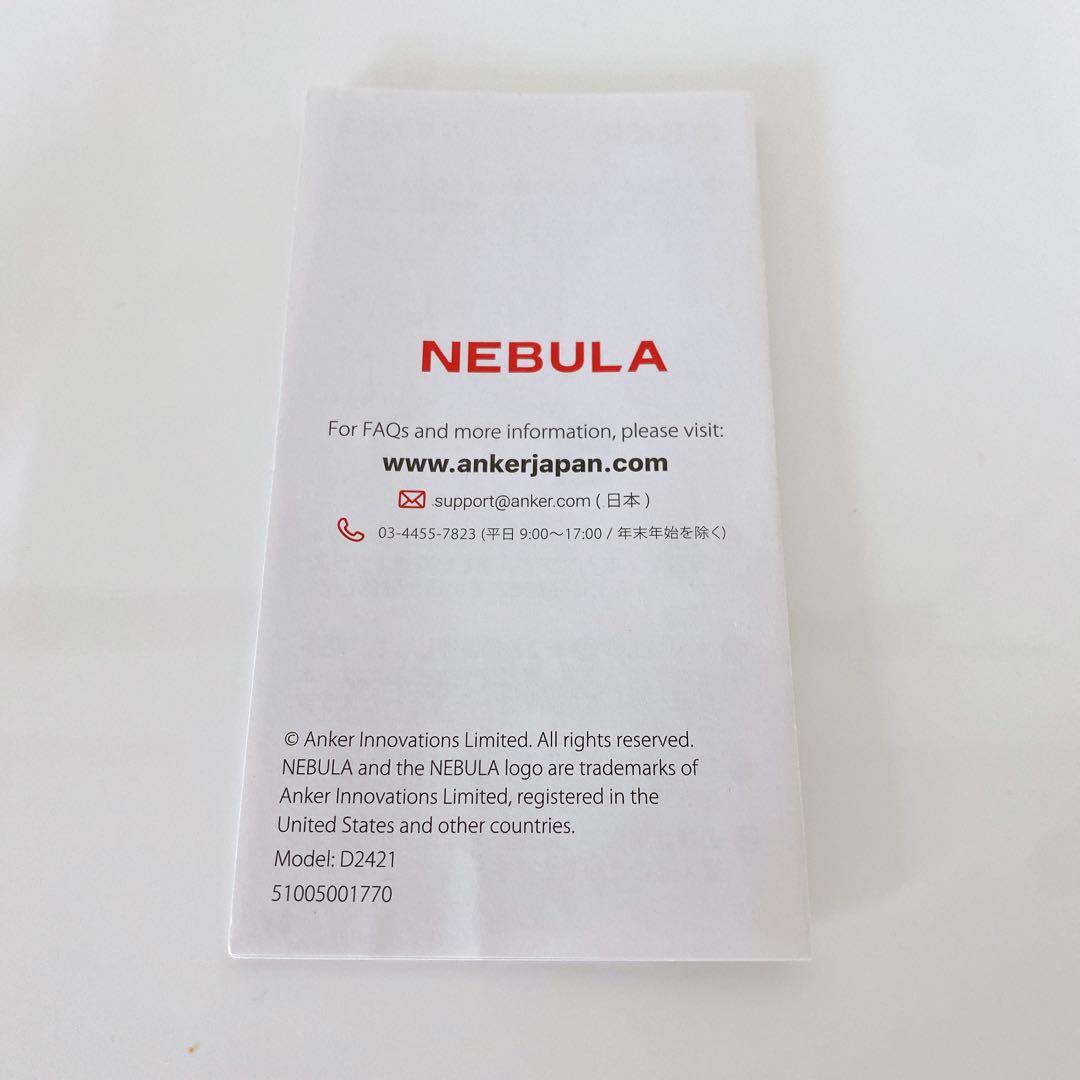 NEBULA
For FAQs and more information, please visit:
www.ankerjapan.com
support@anker.com ( 日本 )
03-4455-7823 (平日 9:00～17:00 / 年末年始を除く)
© Anker Innovations Limited. All rights reserved.
NEBULA and the NEBULA logo are trademarks of
Anker Innovations Limited, registered in the
United States and other countries.
Model: D2421
51005001770